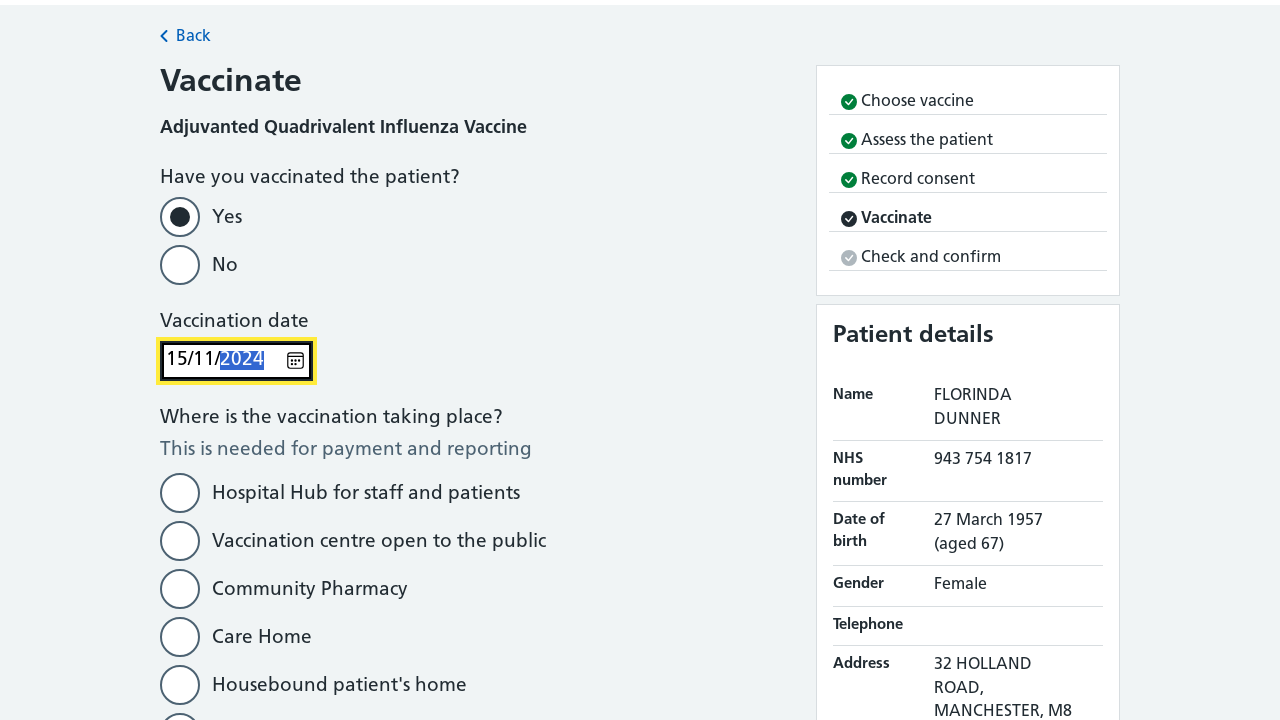 Back
Vaccinate
Adjuvanted Quadrivalent Influenza Vaccine
Have you vaccinated the patient?
Yes
No
Vaccination date
15/11/2024
Where is the vaccination taking place?
This is needed for payment and reporting
Hospital Hub for staff and patients
Vaccination centre open to the public
Community Pharmacy
Care Home
Housebound patient's home
Choose vaccine
Assess the patient
Record consent
Vaccinate
Check and confirm
Patient details
Name FLORINDA
DUNNER
NHS 943 754 1817
number
Date of 27 March 1957
birth (aged 67)
Gender Female
Telephone
Address 32 HOLLAND
ROAD,
MANCHESTER, M8